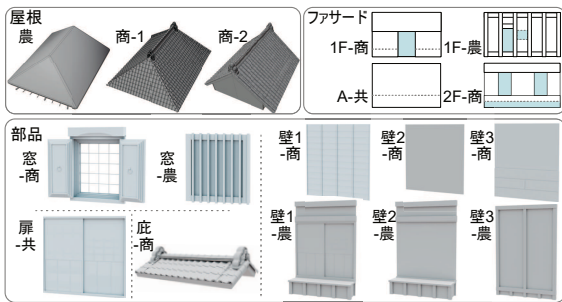 屋根
農
商-1
商-2
ファサード
1F-商
1F-農
A-共
2F-商
部品
窓
-商
窓
-農
壁1
-商
壁2
-商
壁3
-商
扉
-共
庇
-商
壁1
-農
壁2
-農
壁3
-農